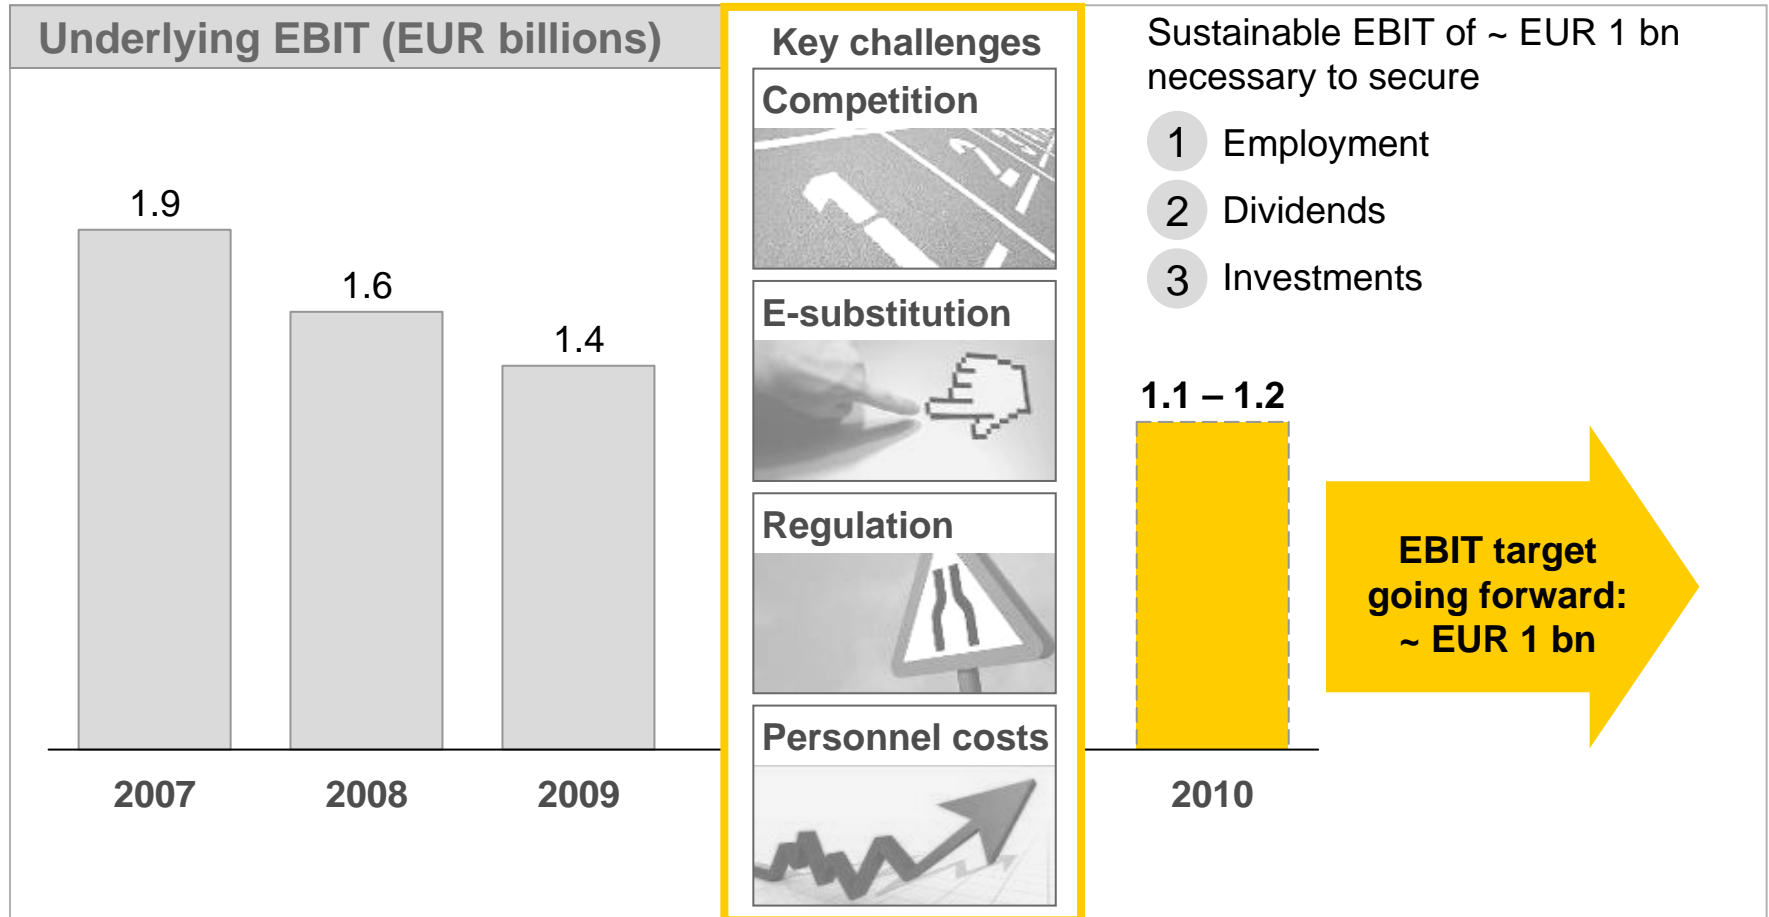 Underlying EBIT (EUR billions)
1.9
1.6
1.4
2007
2008
2009
Key challenges
Competition
1
2
E-substitution
Regulation
Personnel costs
Sustainable EBIT of ~ EUR 1 bn
necessary to secure
1 Employment
2 Dividends
3 Investments
1.1 – 1.2
2010
EBIT target
going forward:
~ EUR 1 bn